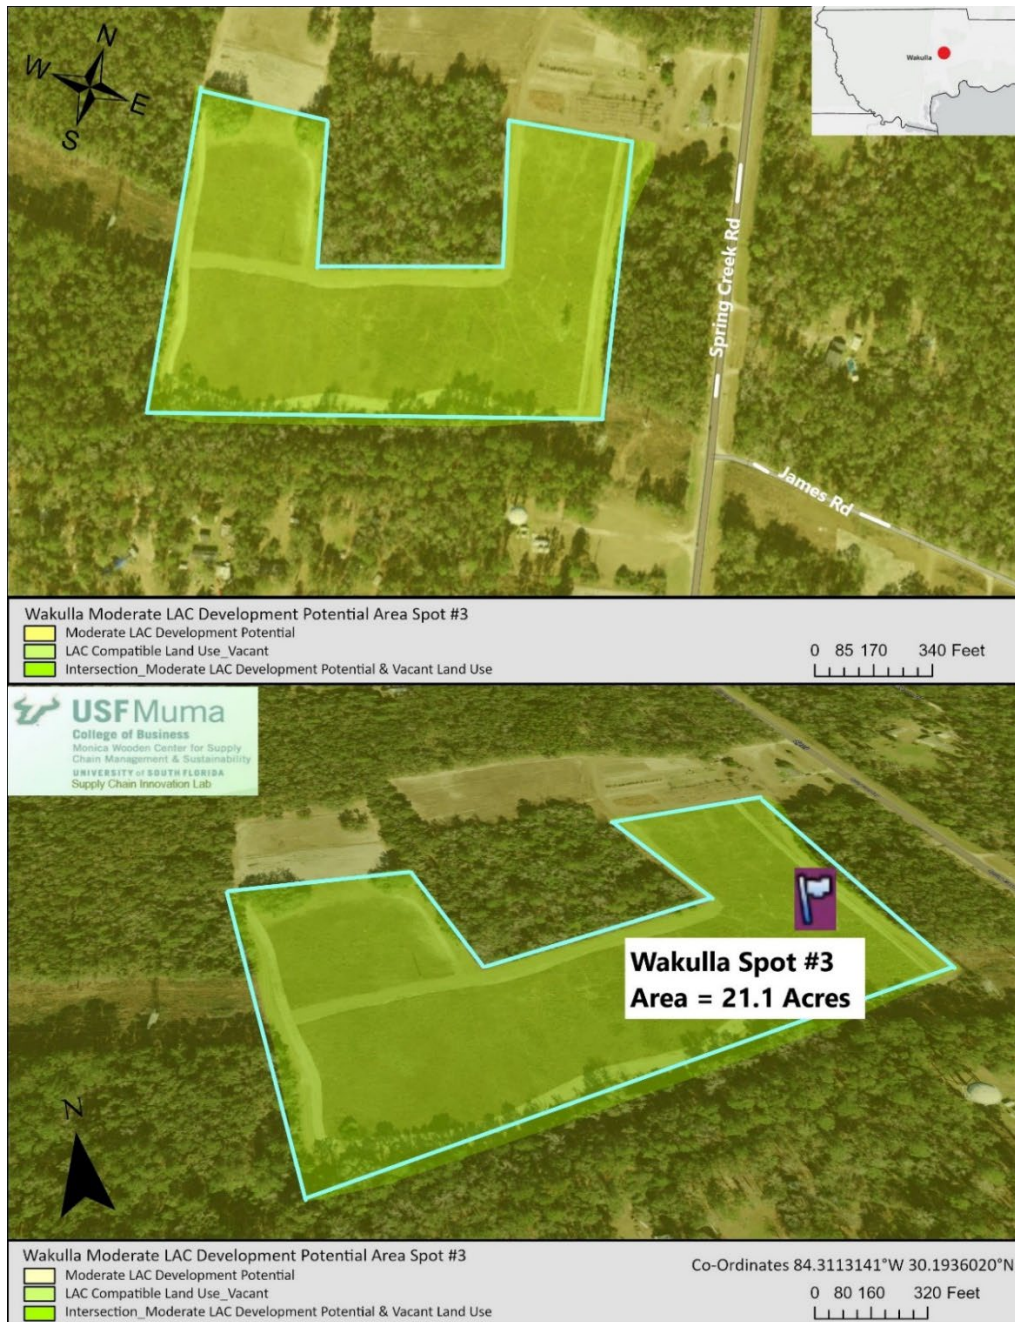 N
W
E
S
Wakulla
Spring Creek Rd
James Rd
Wakulla Moderate LAC Development Potential Area Spot #3
Moderate LAC Development Potential
LAC Compatible Land Use_Vacant
Intersection_Moderate LAC Development Potential & Vacant Land Use
0 85 170 340 Feet
USF Muma
College of Business
Monica Wooden Center for Supply
Chain Management & Sustainability
UNIVERSITY of SOUTH FLORIDA
Supply Chain Innovation Lab
Wakulla Spot #3
Area = 21.1 Acres
N
Wakulla Moderate LAC Development Potential Area Spot #3
Moderate LAC Development Potential
LAC Compatible Land Use_Vacant
Intersection_Moderate LAC Development Potential & Vacant Land Use
Co-Ordinates 84.3113141°W 30.1936020°N
0 80 160 320 Feet